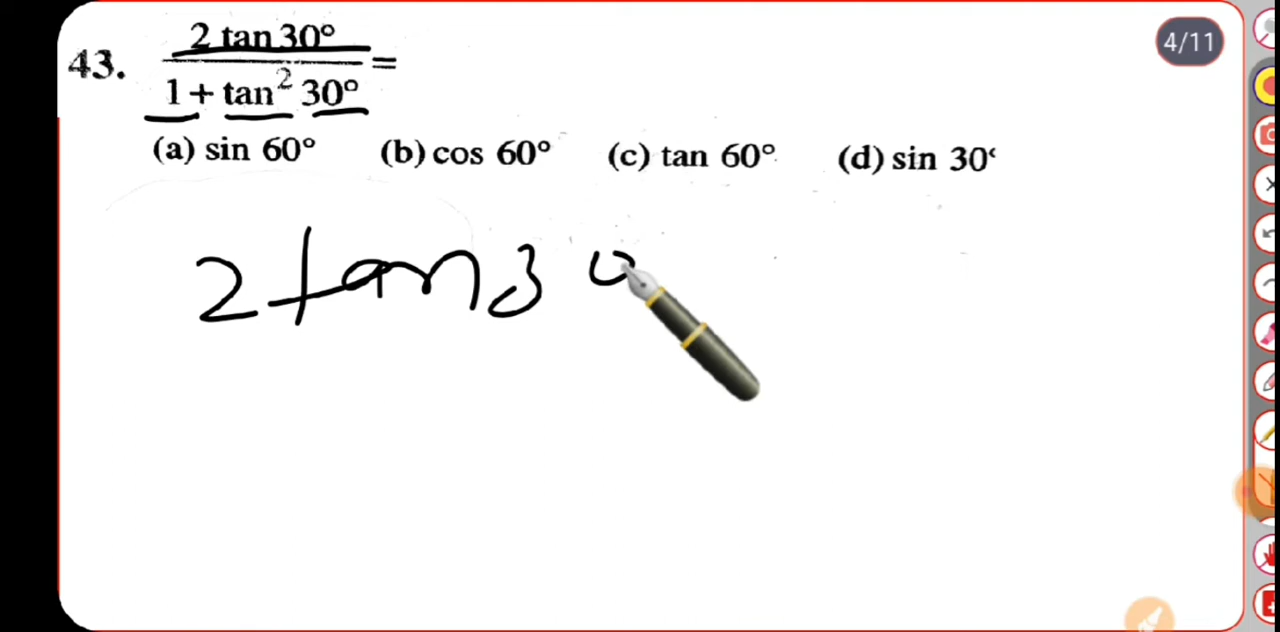 4/11
43. 2 tan 30° / 1 + tan² 30° =
(a) sin 60° (b) cos 60° (c) tan 60° (d) sin 30
2 tan 30